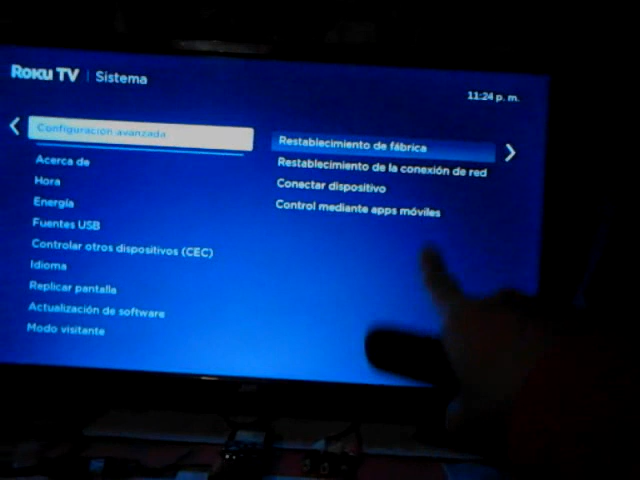 Roku TV | Sistema
11:24 p. m.
Configuración avanzada
Acerca de
Hora
Energía
Fuentes USB
Controlar otros dispositivos (CEC)
Idioma
Replicar pantalla
Actualización de software
Modo visitante
Restablecimiento de fábrica
Restablecimiento de la conexión de red
Conectar dispositivo
Control mediante apps móviles